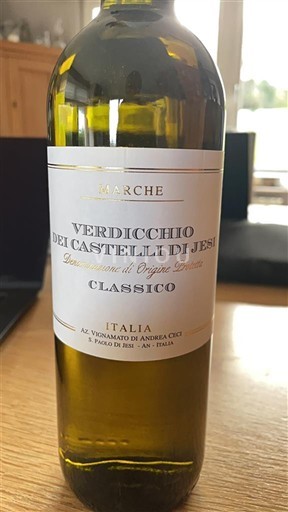 MARCHE
VERDICCHIO
DEI CASTELLI DI JESI
Denominazione di Origine Protetta
CLASSICO
ITALIA
AZ. VIGNAMATO DI ANDREA CECI
S. PAOLO DI JESI - AN - ITALIA